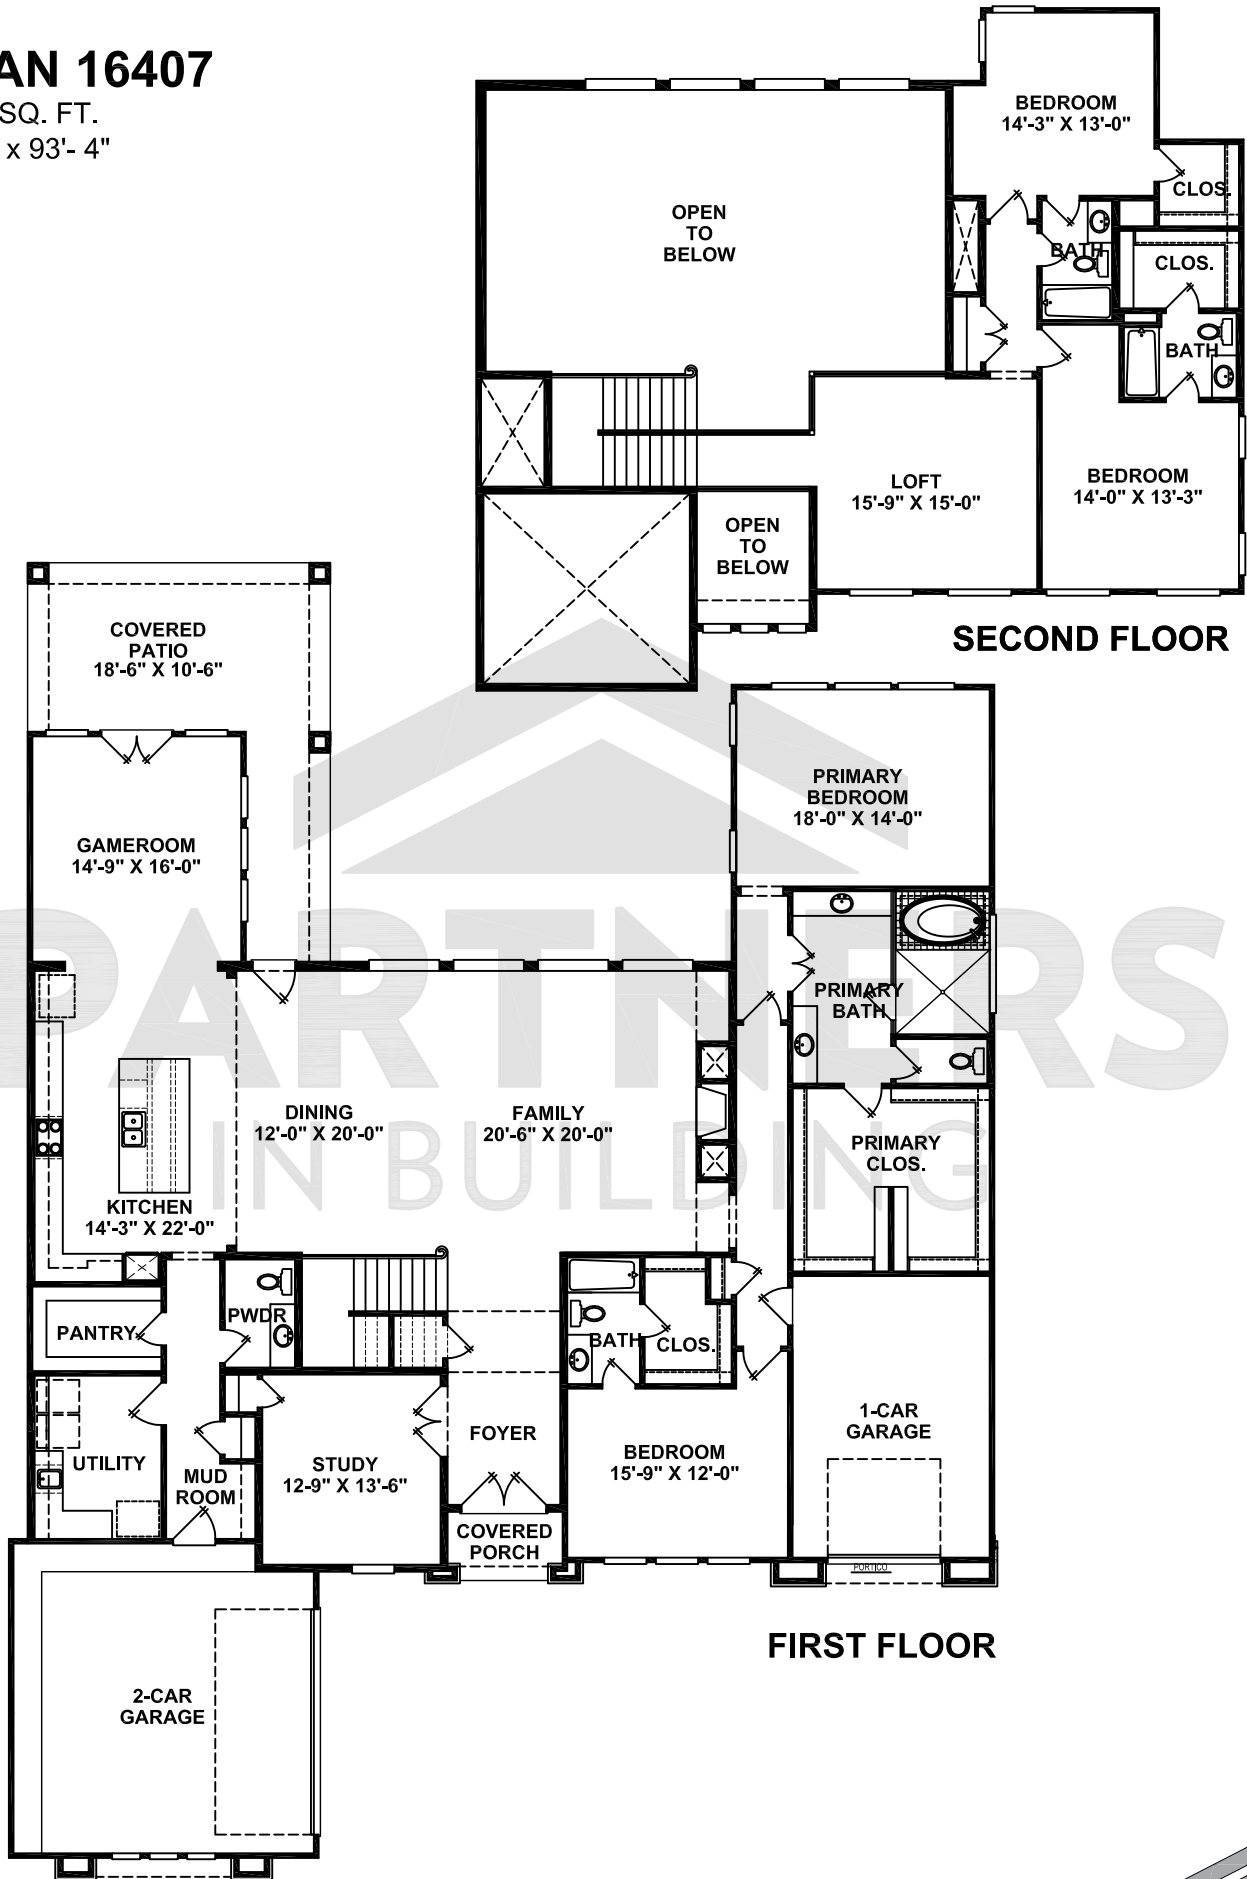 AN 16407
SQ. FT.
x 93'- 4"
BEDROOM
14'-3" X 13'-0"
CLOS.
OPEN
TO
BELOW
BATH
CLOS.
BATH
LOFT
15'-9" X 15'-0"
BEDROOM
14'-0" X 13'-3"
OPEN
TO
BELOW
SECOND FLOOR
COVERED
PATIO
18'-6" X 10'-6"
PRIMARY
BEDROOM
18'-0" X 14'-0"
GAMEROOM
14'-9" X 16'-0"
PARTNERS
IN BUILDING
PRIMARY
BATH
DINING
12'-0" X 20'-0"
FAMILY
20'-6" X 20'-0"
PRIMARY
CLOS.
KITCHEN
14'-3" X 22'-0"
PANTRY
PWDR
BATH
CLOS.
1-CAR
GARAGE
FOYER
UTILITY
MUD
ROOM
STUDY
12-9" X 13'-6"
BEDROOM
15'-9" X 12'-0"
COVERED
PORCH
PORTICO
FIRST FLOOR
2-CAR
GARAGE